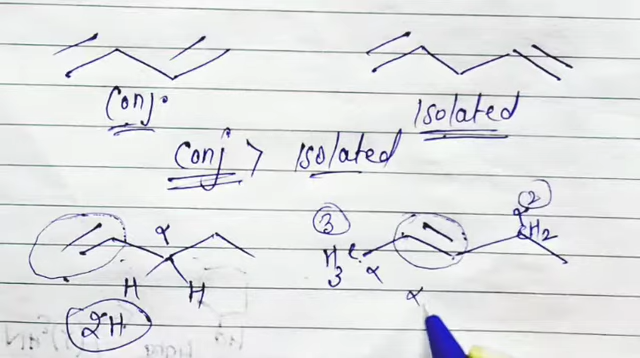 Conj.
Isolated
Conj > Isolated
α
H H
2H
3
H3C
α
2
α
CH2
α